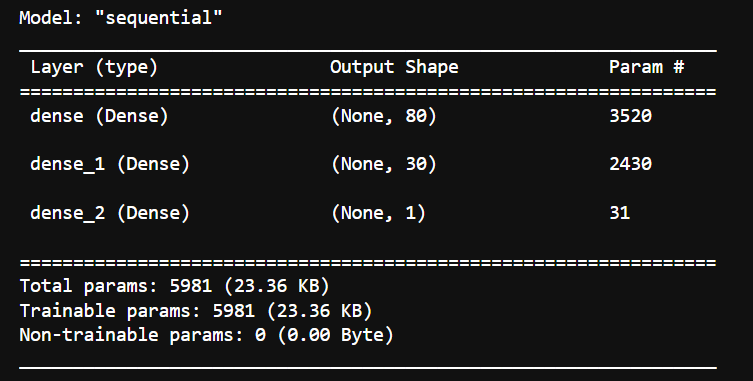 Model: "sequential"
_________________________________________________________________
Layer (type) Output Shape Param #
=================================================================
dense (Dense) (None, 80) 3520
dense_1 (Dense) (None, 30) 2430
dense_2 (Dense) (None, 1) 31
=================================================================
Total params: 5981 (23.36 KB)
Trainable params: 5981 (23.36 KB)
Non-trainable params: 0 (0.00 Byte)
_________________________________________________________________